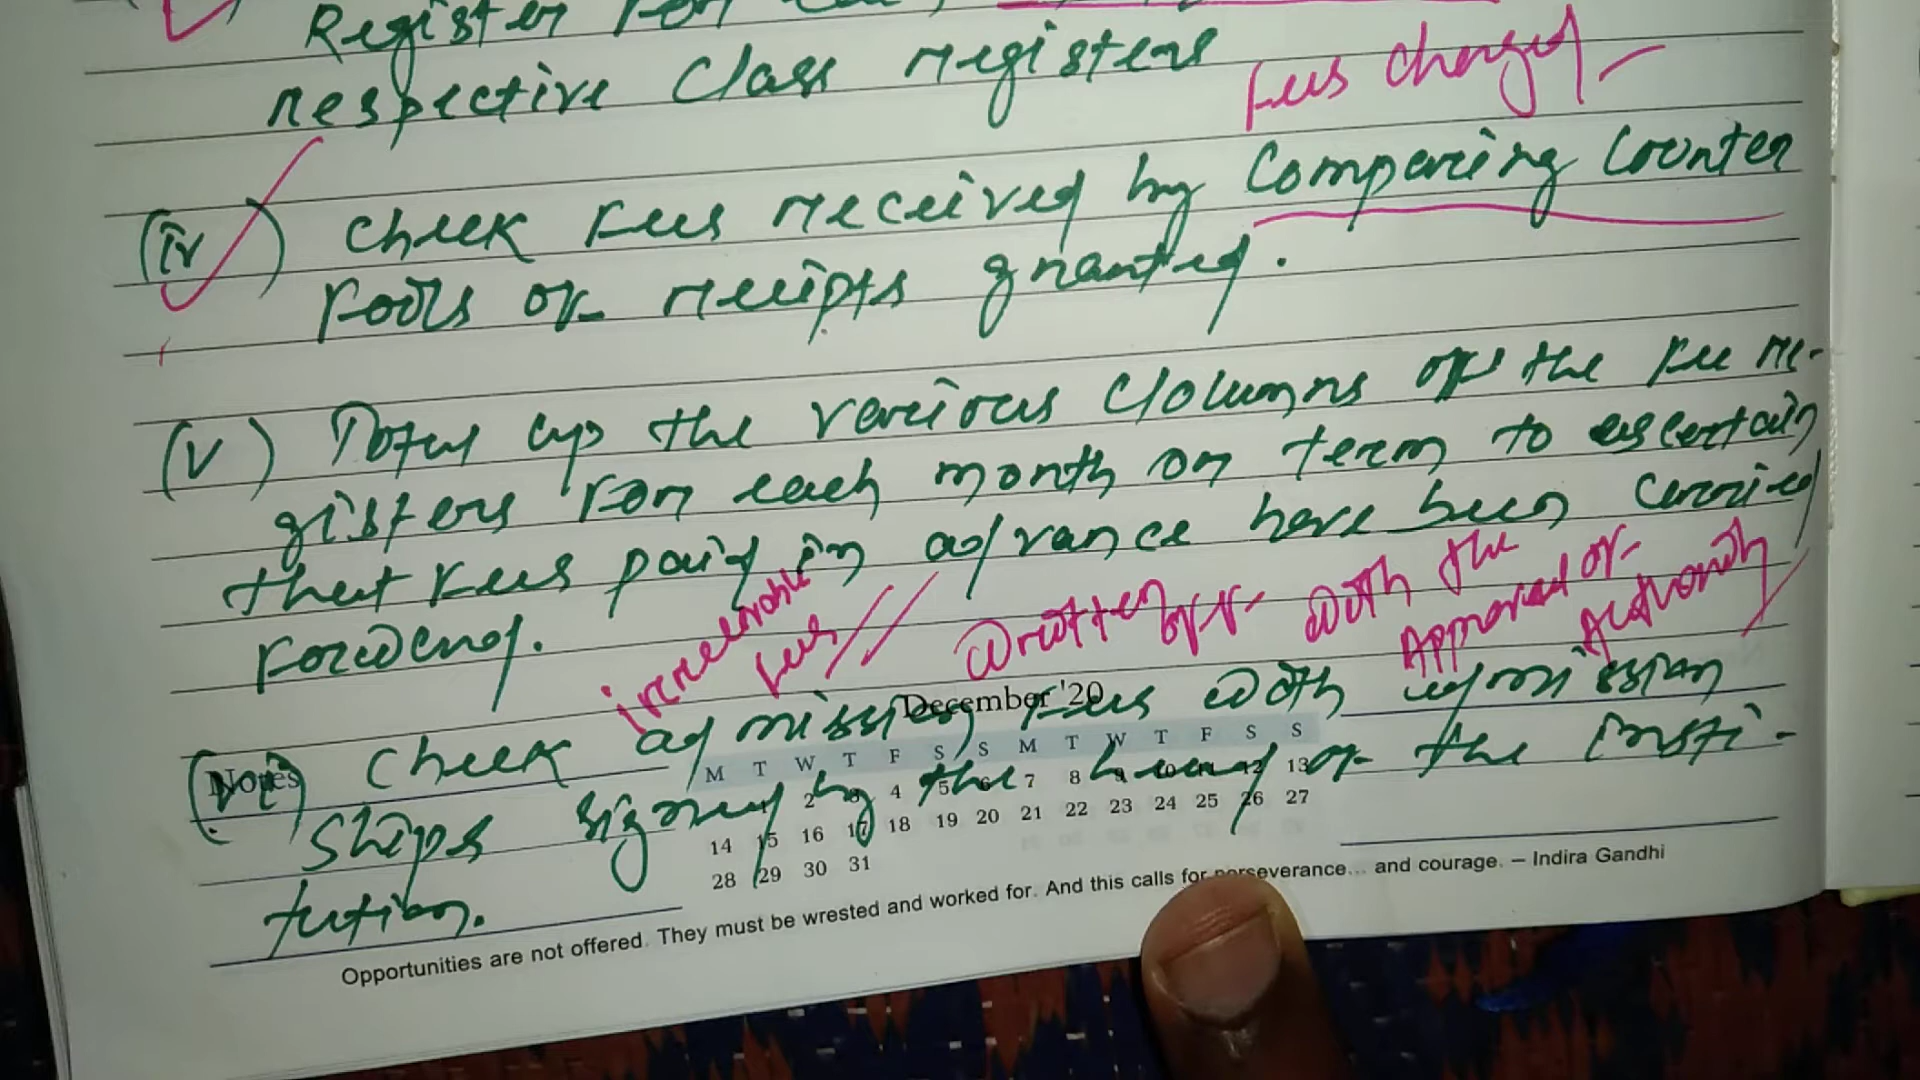 Register For
respective Class registers
Fees charged
(iv) Check Fees received by Comparing Counter
Foils or receipts granted.
(v) Total up the various Coloumns of the Fee re-
gisters For each month or term to ascertain
that Fees paid in advance have been carried
Forward.
irrecoverable
Fees
written off with the
Approval of
Authority
(vi) Check admission Fees with admission
slips signed by the head of the insti-
tution.
December '20
Notes
M T W T F S S M T W T F S S
1 2 3 4 5 6 7 8 9 10 11 12 13
14 15 16 17 18 19 20 21 22 23 24 25 26 27
28 29 30 31
Opportunities are not offered. They must be wrested and worked for. And this calls for perseverance... and courage. – Indira Gandhi